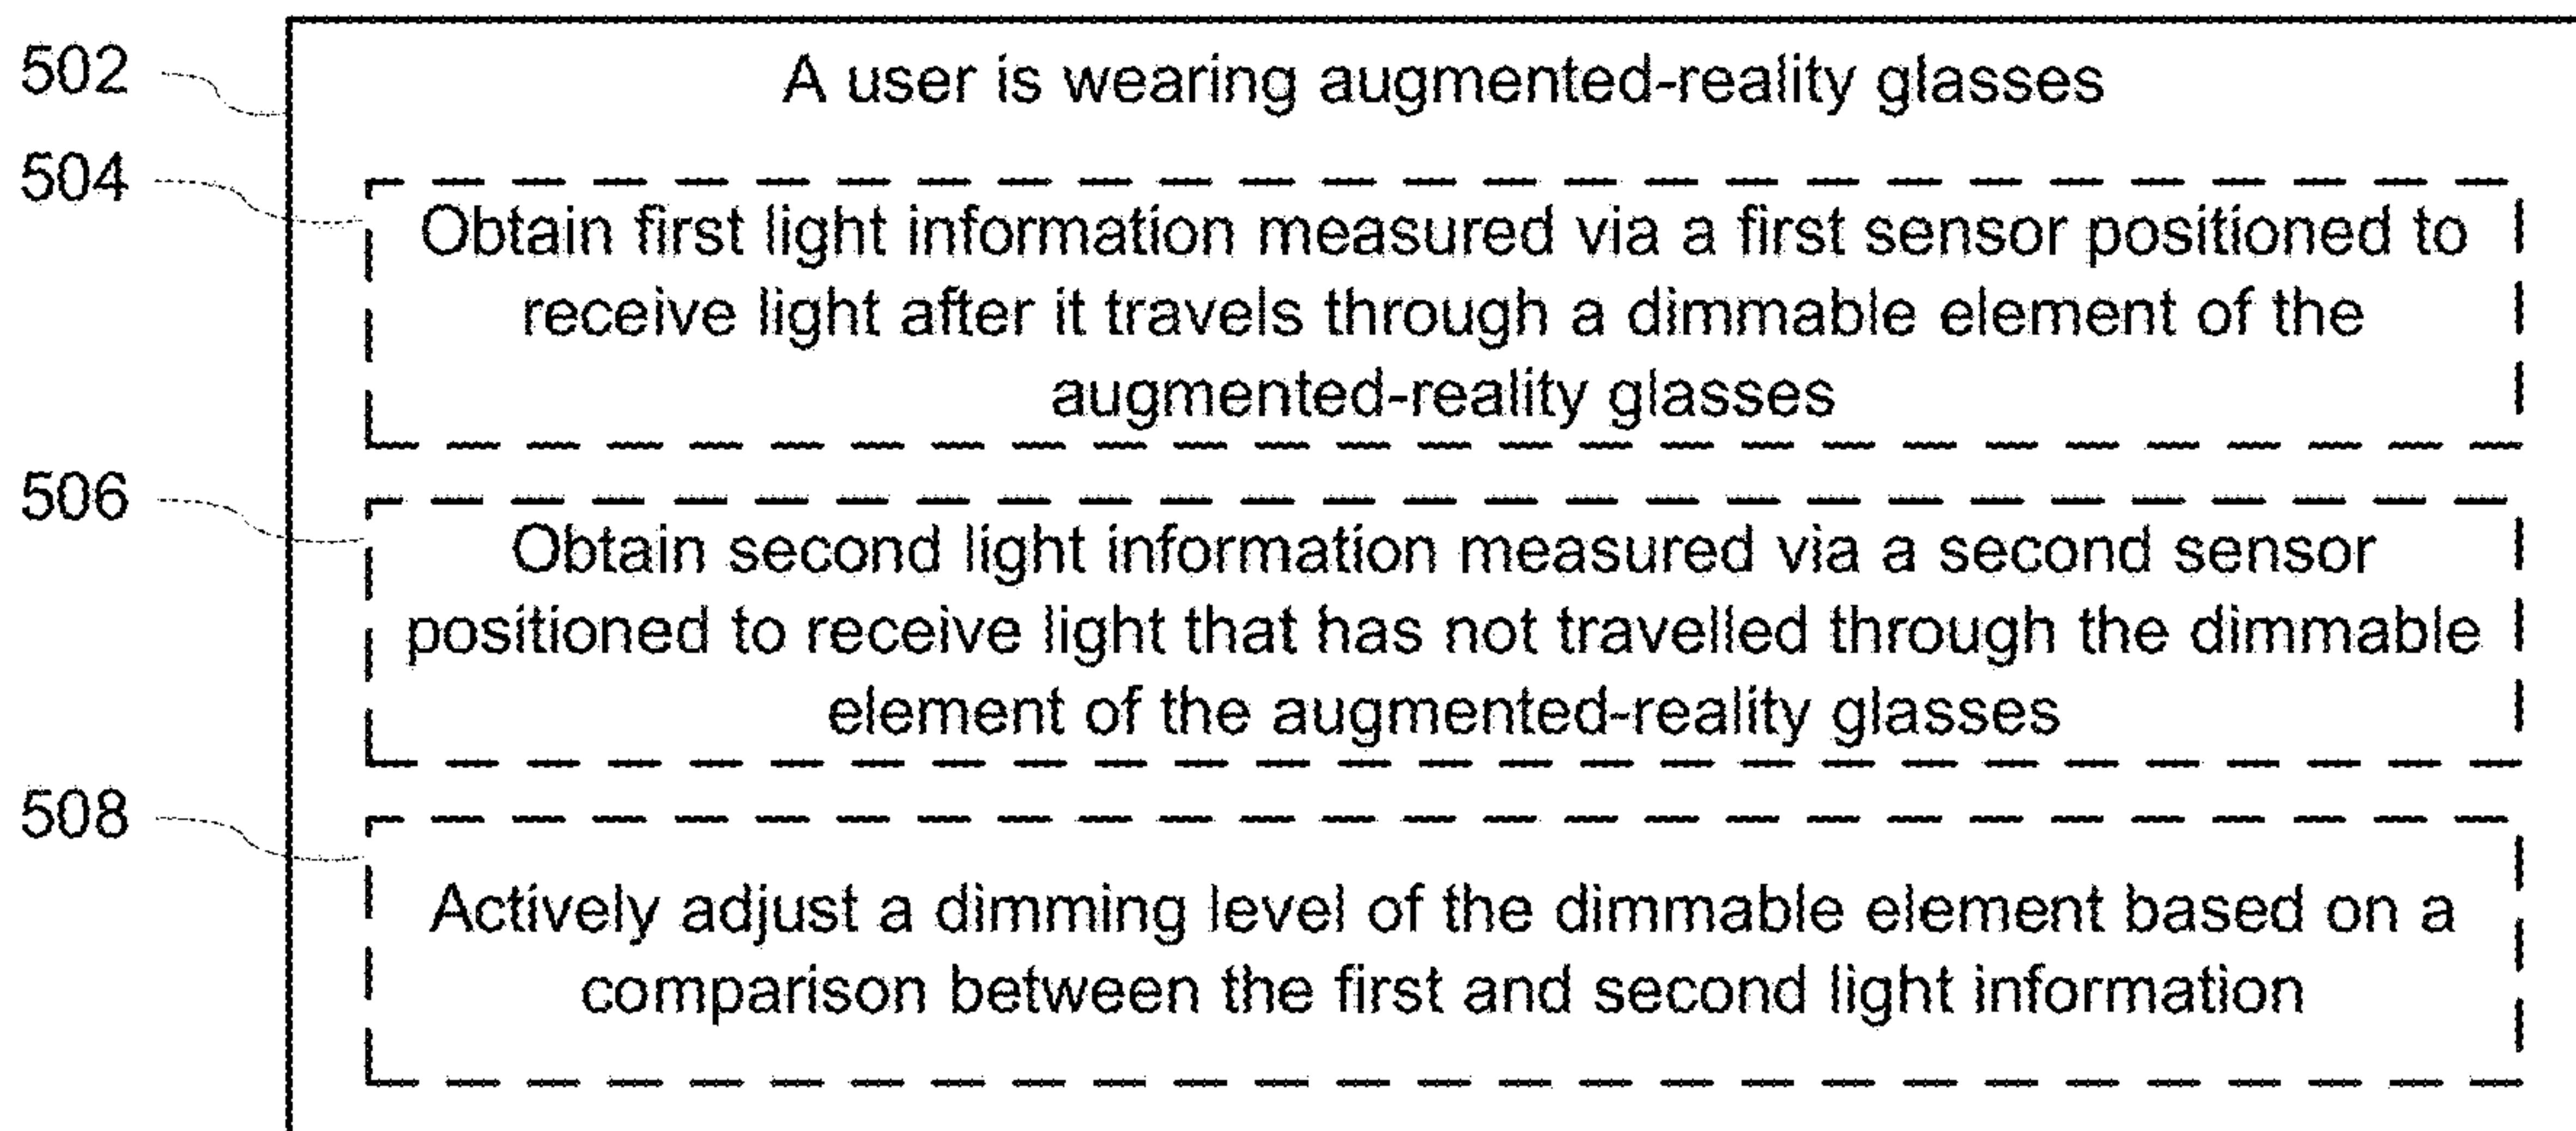 502
A user is wearing augmented-reality glasses
504
Obtain first light information measured via a first sensor positioned to
receive light after it travels through a dimmable element of the
augmented-reality glasses
506
Obtain second light information measured via a second sensor
positioned to receive light that has not travelled through the dimmable
element of the augmented-reality glasses
508
Actively adjust a dimming level of the dimmable element based on a
comparison between the first and second light information